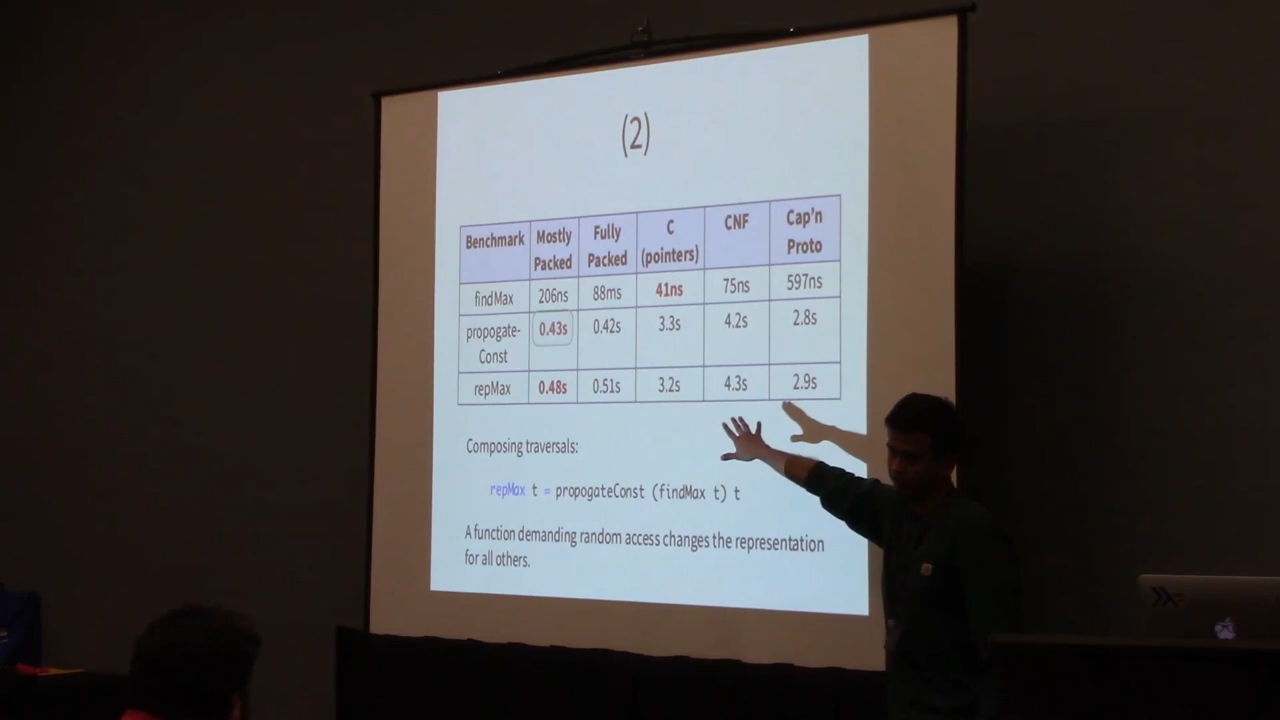 (2)
Benchmark Mostly Packed Fully Packed C (pointers) CNF Cap'n Proto
findMax 206ns 88ms 41ns 75ns 597ns
propogate-Const 0.43s 0.42s 3.3s 4.2s 2.8s
repMax 0.48s 0.51s 3.2s 4.3s 2.9s
Composing traversals:
repMax t = propogateConst (findMax t) t
A function demanding random access changes the representation
for all others.